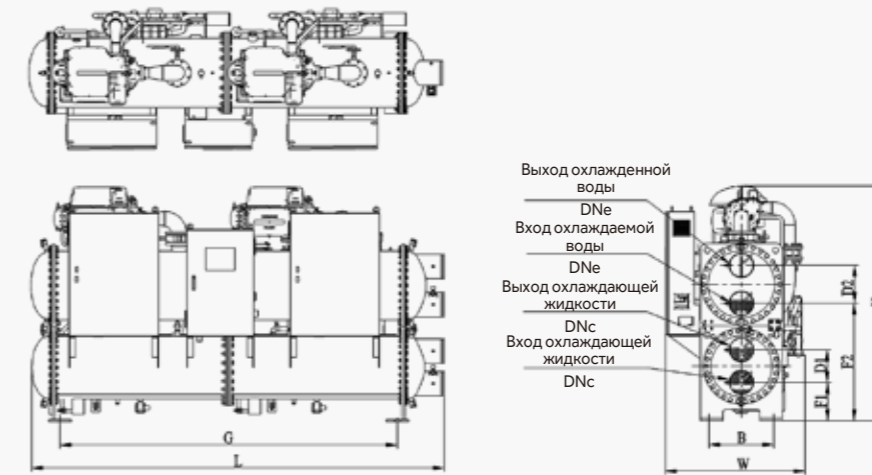 Выход охлажденной
воды
DNe
Вход охлаждаемой
воды
DNe
Выход охлаждающей
жидкости
DNc
Вход охлаждающей
жидкости
DNc
D2
F2
D1
F1
G
L
B
W